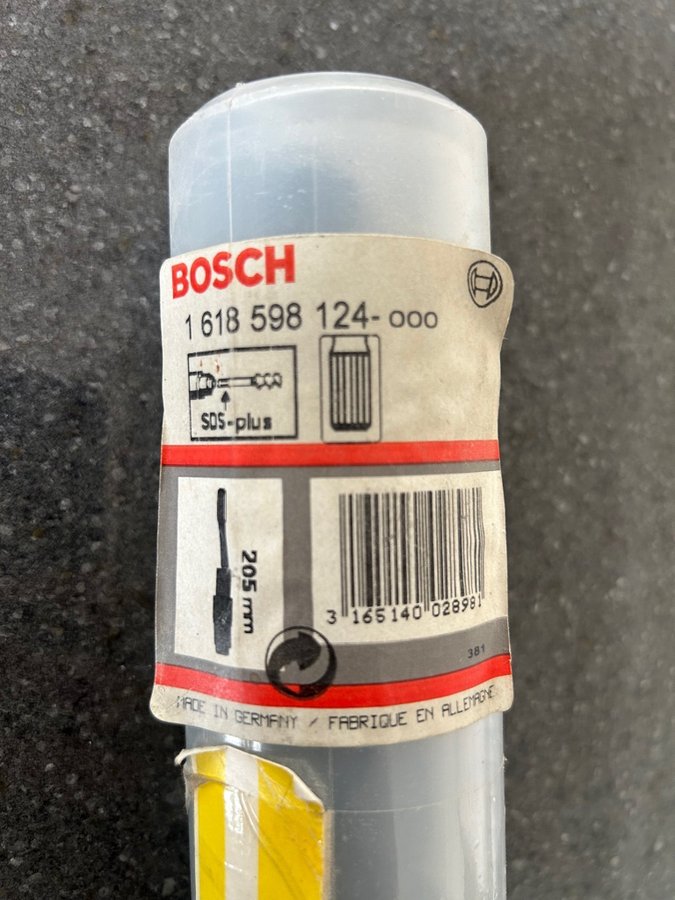 BOSCH
1 618 598 124-000
SDS-plus
205 mm
3 165140 028981
381
MADE IN GERMANY / FABRIQUE EN ALLEMAGNE